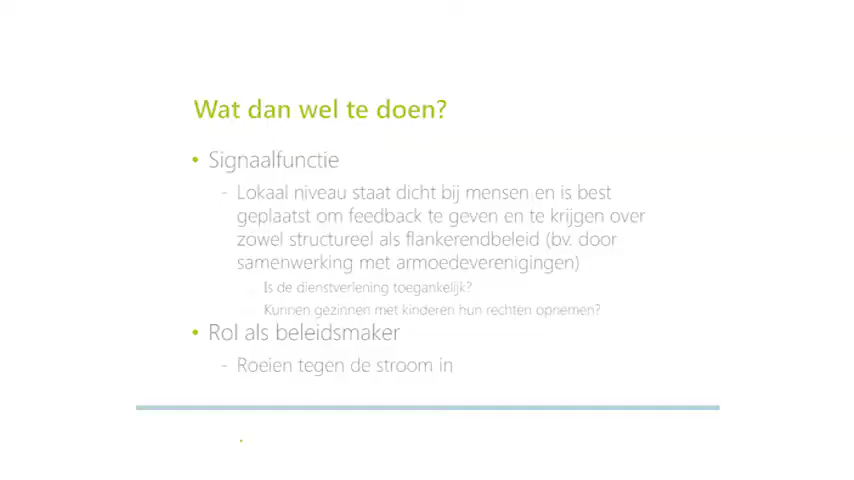 Wat dan wel te doen?
• Signaalfunctie
- Lokaal niveau staat dicht bij mensen en is best
geplaatst om feedback te geven en te krijgen over
zowel structureel als flankerendbeleid (bv. door
samenwerking met armoedeverenigingen)
Is de dienstverlening toegankelijk?
Kunnen gezinnen met kinderen hun rechten opnemen?
• Rol als beleidsmaker
- Roeien tegen de stroom in